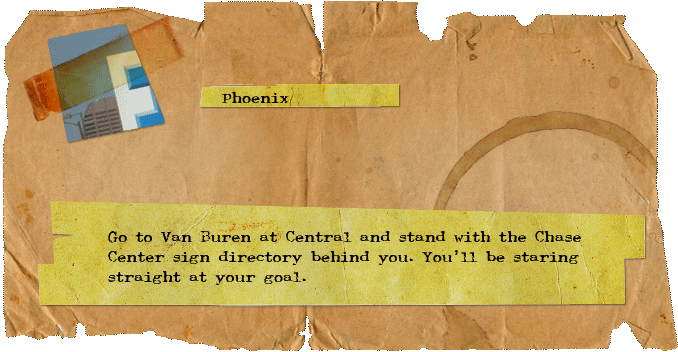 Phoenix
Go to Van Buren at Central and stand with the Chase
Center sign directory behind you. You'll be staring
straight at your goal.